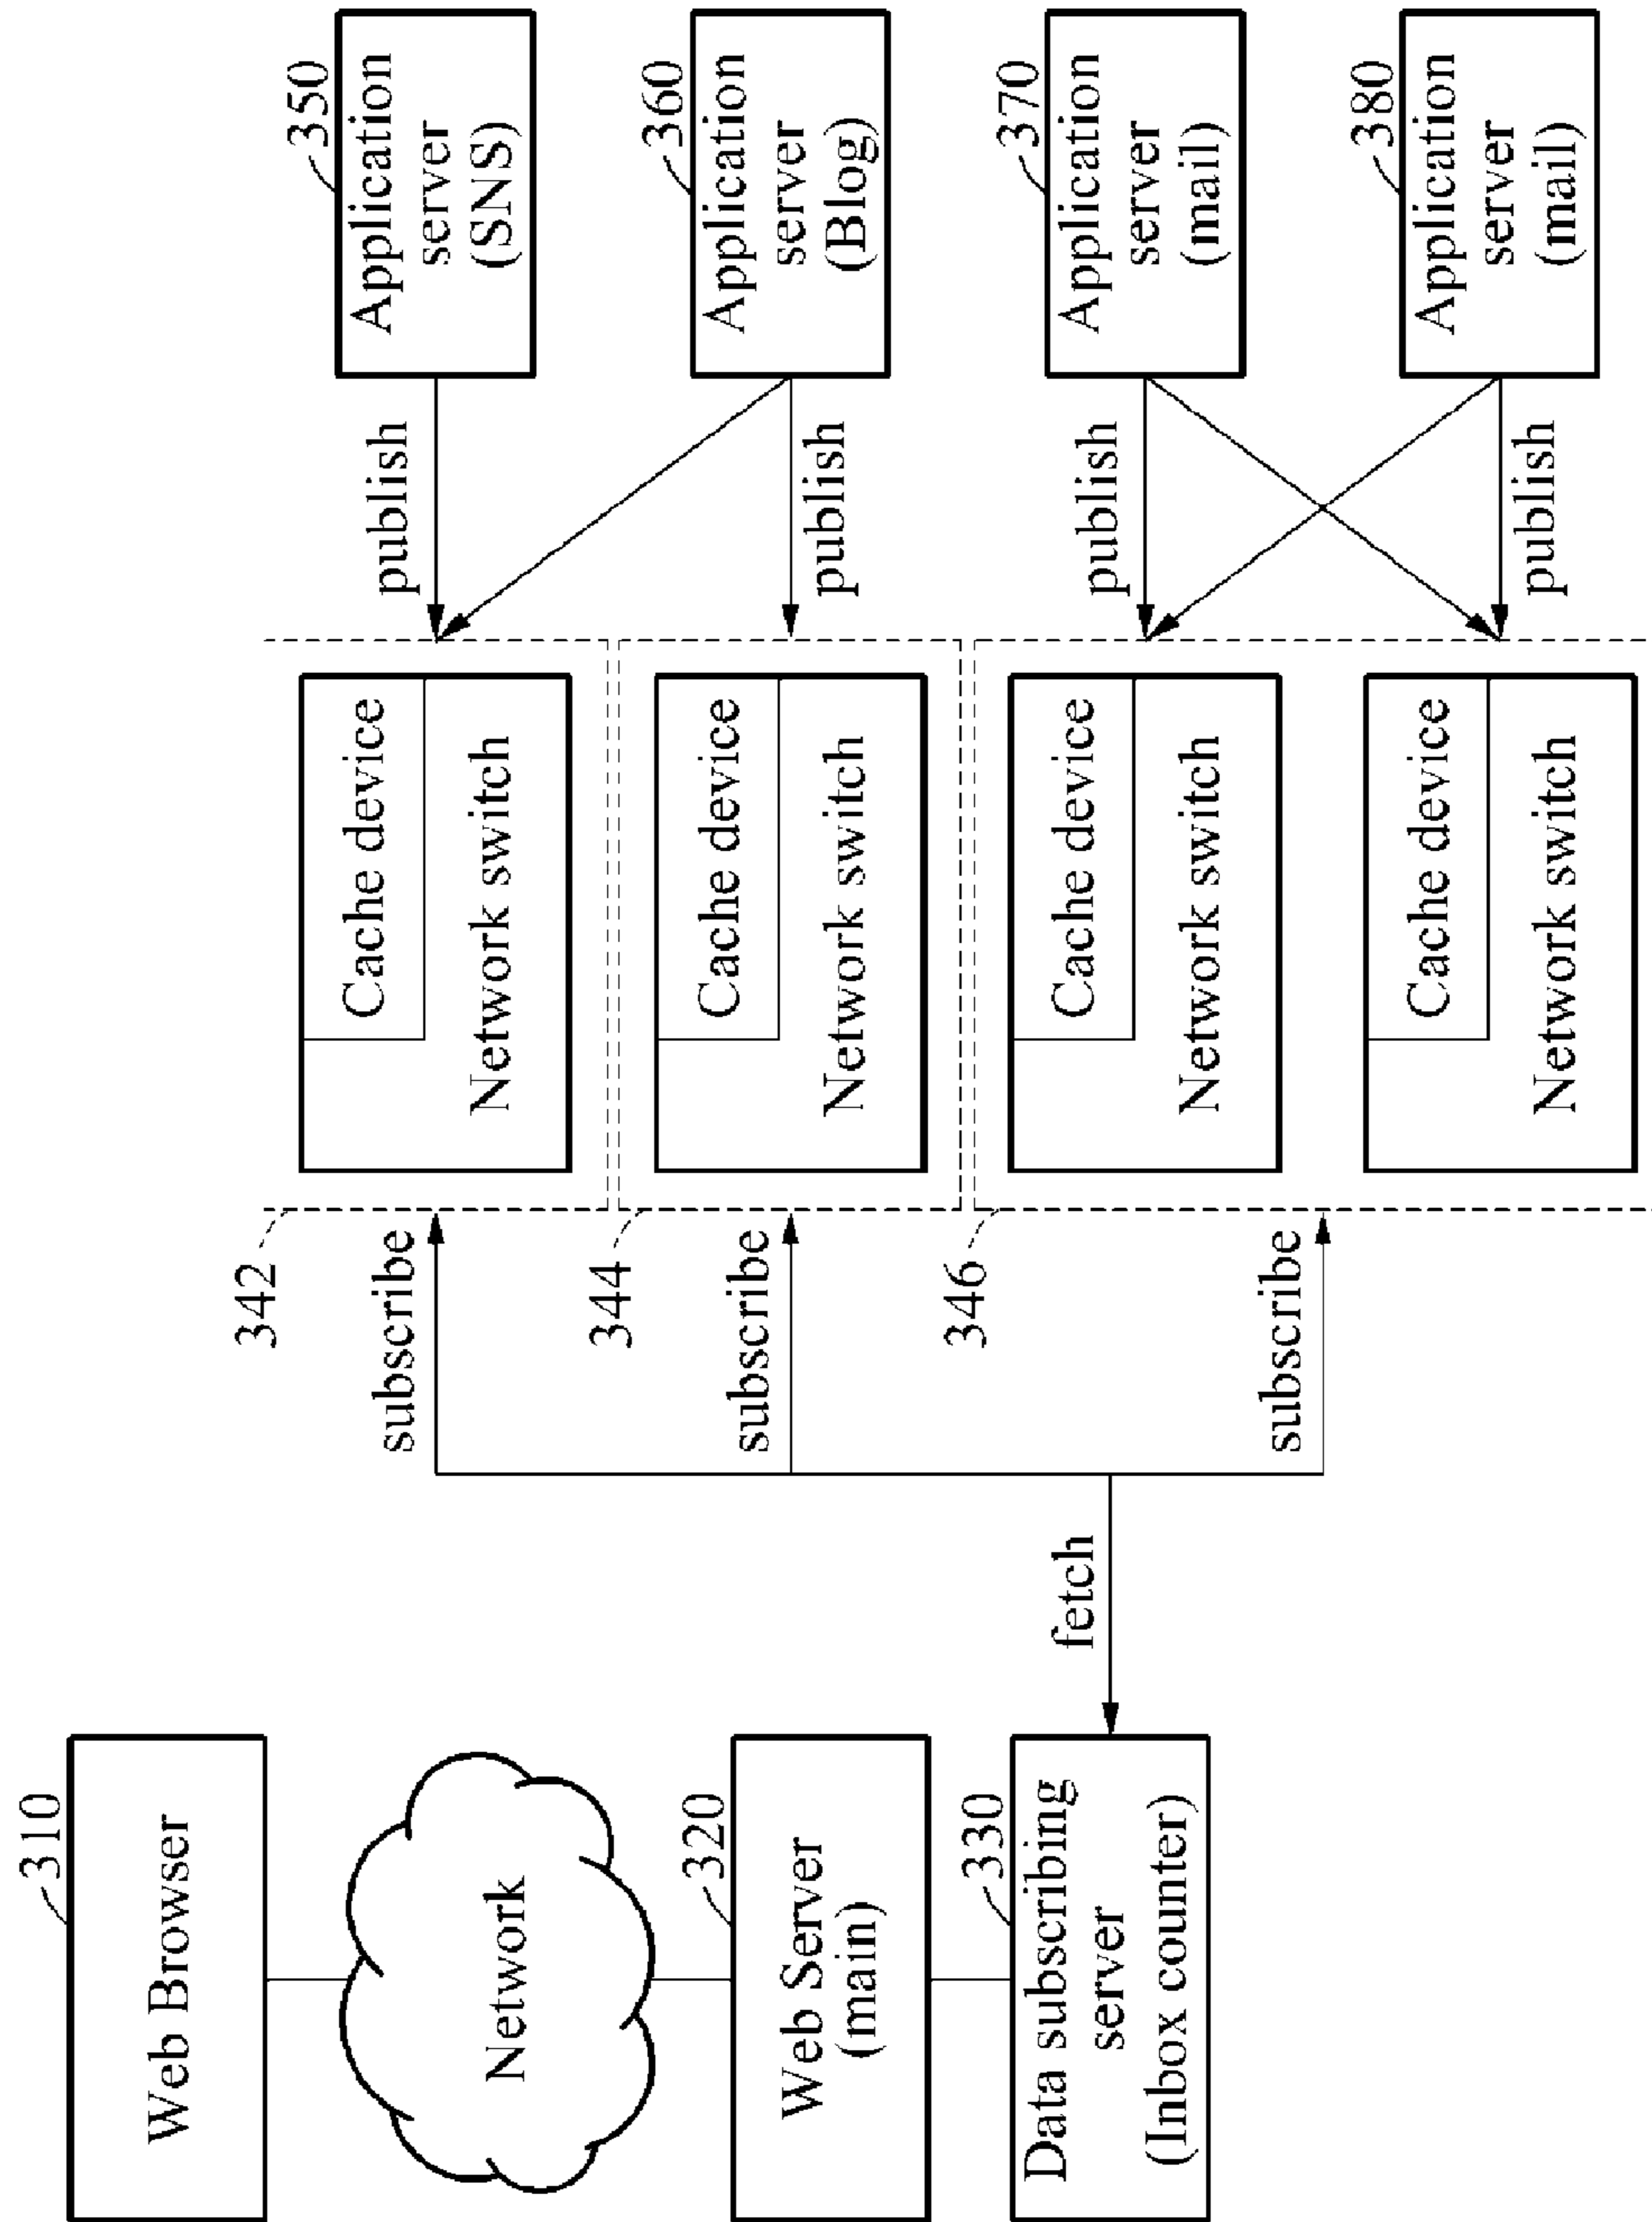 310
Web Browser
Network
320
Web Server
(main)
330
Data subscribing
server
(Inbox counter)
fetch
subscribe
subscribe
subscribe
342
Cache device
Network switch
344
Cache device
Network switch
346
Cache device
Network switch
Cache device
Network switch
publish
publish
publish
publish
350
Application
server
(SNS)
360
Application
server
(Blog)
370
Application
server
(mail)
380
Application
server
(mail)